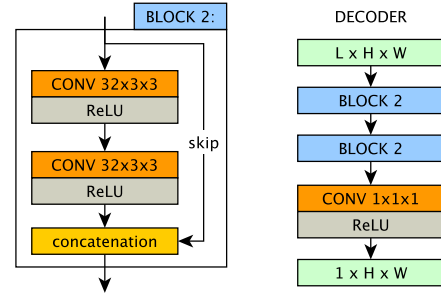 BLOCK 2:
CONV 32x3x3
ReLU
skip
CONV 32x3x3
ReLU
concatenation
DECODER
L x H x W
BLOCK 2
BLOCK 2
CONV 1x1x1
ReLU
1 x H x W